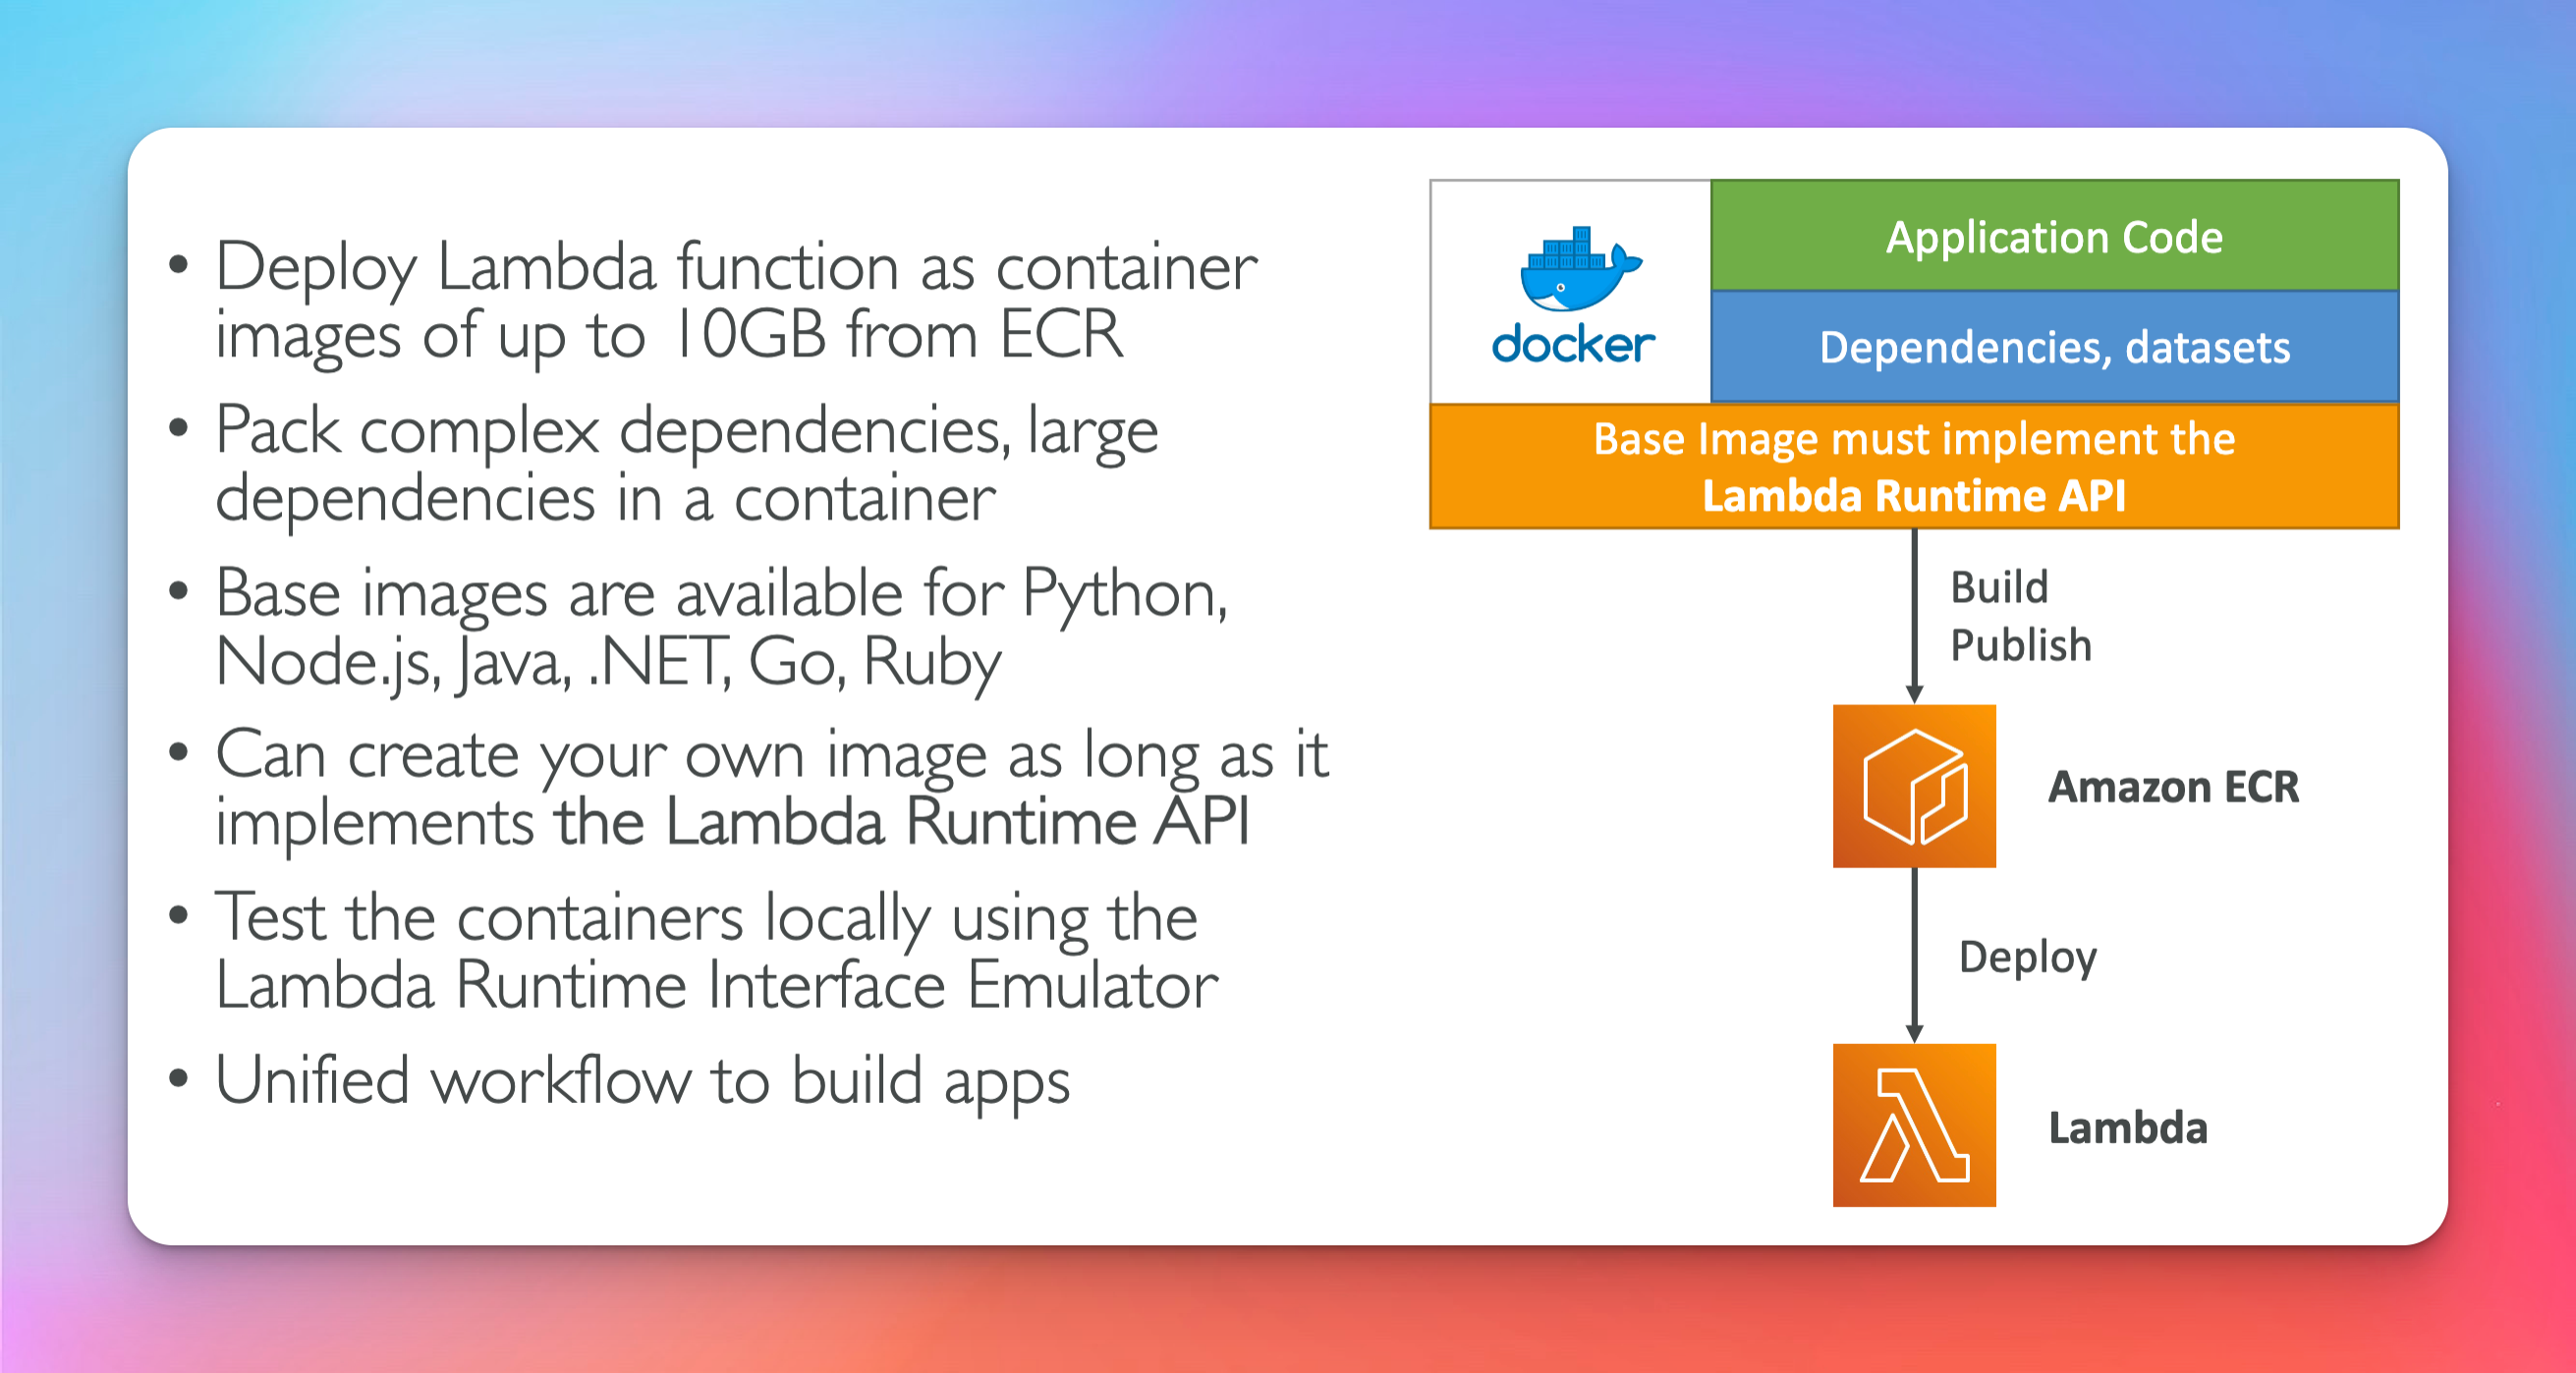 • Deploy Lambda function as container
images of up to 10GB from ECR
• Pack complex dependencies, large
dependencies in a container
• Base images are available for Python,
Node.js, Java, .NET, Go, Ruby
• Can create your own image as long as it
implements the Lambda Runtime API
• Test the containers locally using the
Lambda Runtime Interface Emulator
• Unified workflow to build apps
docker
Application Code
Dependencies, datasets
Base Image must implement the
Lambda Runtime API
Build
Publish
Amazon ECR
Deploy
Lambda